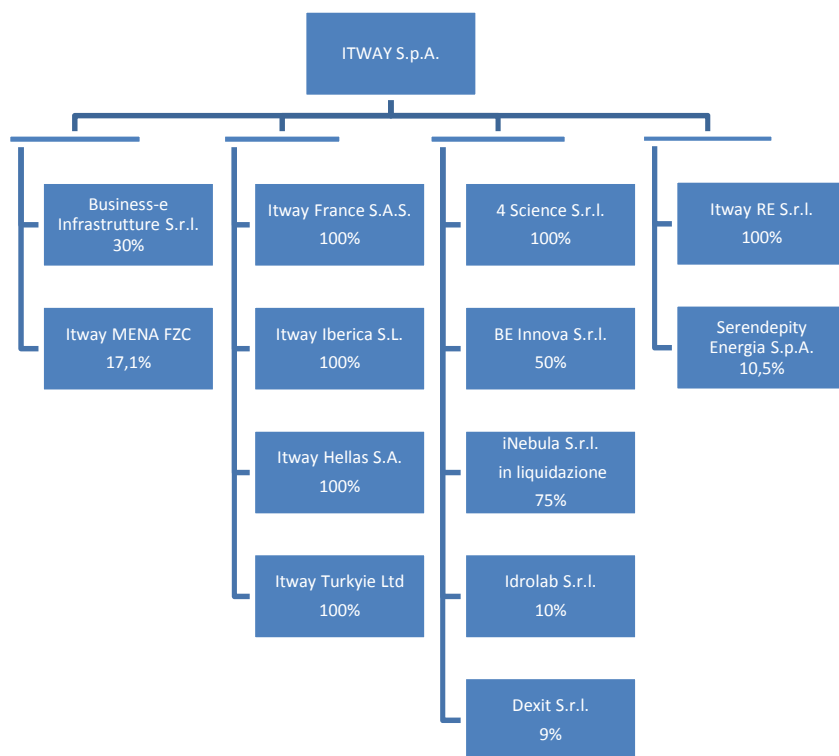 ITWAY S.p.A.
Business-e
Infrastrutture S.r.l.
30%
Itway MENA FZC
17,1%
Itway France S.A.S.
100%
Itway Iberica S.L.
100%
Itway Hellas S.A.
100%
Itway Turkyie Ltd
100%
4 Science S.r.l.
100%
BE Innova S.r.l.
50%
iNebula S.r.l.
in liquidazione
75%
Idrolab S.r.l.
10%
Dexit S.r.l.
9%
Itway RE S.r.l.
100%
Serendepity
Energia S.p.A.
10,5%